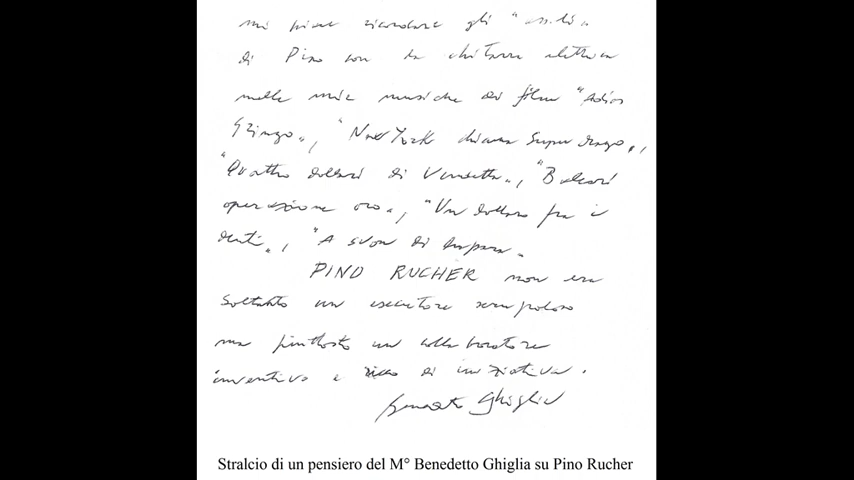 mi piace ricordare gli "assolo
di Pino con la chitarra elettrica
nelle mie musiche di film "Adios
Gringo", "New York chiama Superdrago",
"Quattro dollari di Vendetta", "Baleari
operazione oro", "Un dollaro fra i
denti", "A suon di lupara".
PINO RUCHER non era
soltanto un esecutore scrupoloso
ma piuttosto un collaboratore
inventivo e ricco di iniziativa.
Benedetto Ghiglia
Stralcio di un pensiero del M° Benedetto Ghiglia su Pino Rucher